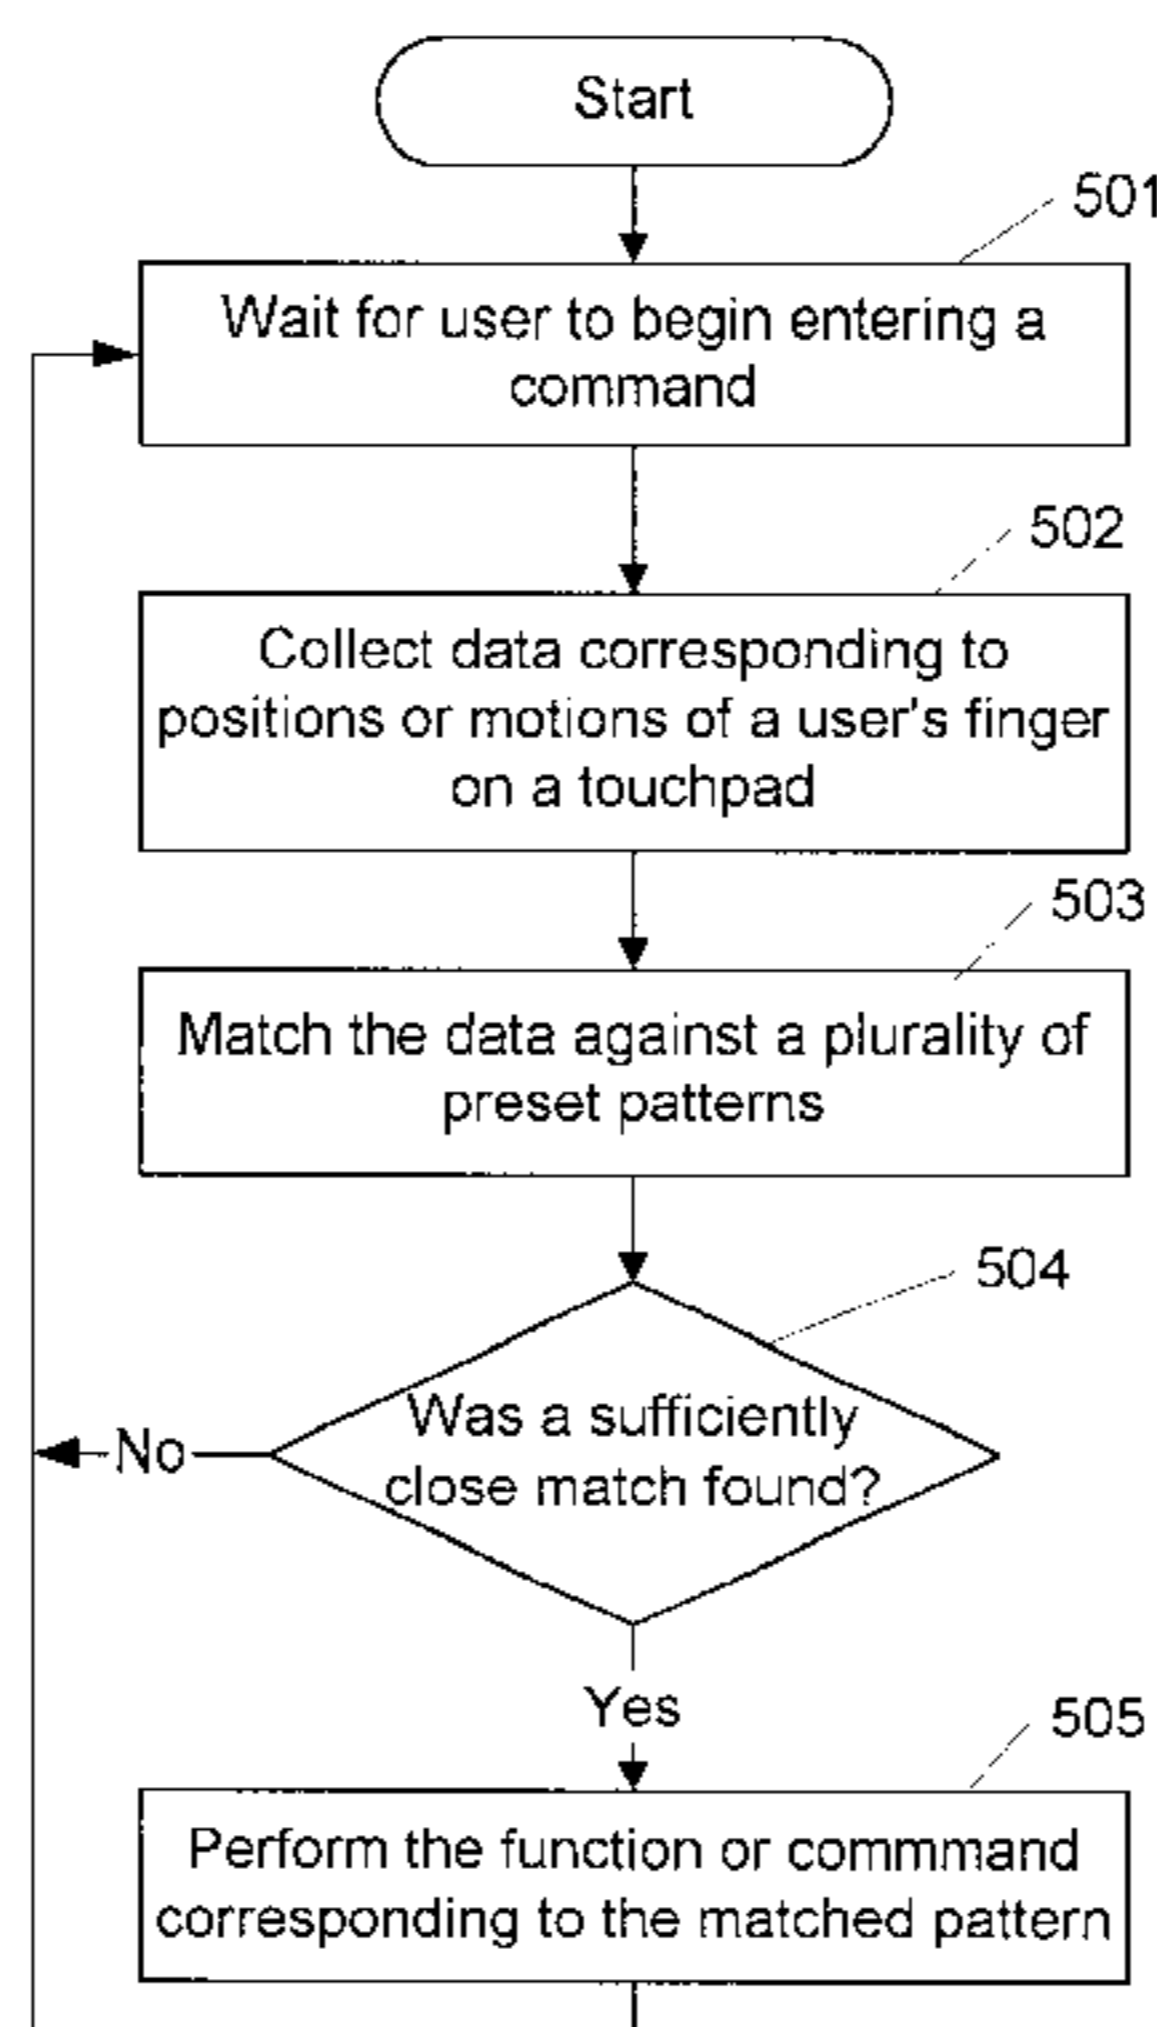 Start
501
Wait for user to begin entering a
command
502
Collect data corresponding to
positions or motions of a user's finger
on a touchpad
503
Match the data against a plurality of
preset patterns
504
Was a sufficiently
close match found?
No
Yes
505
Perform the function or commmand
corresponding to the matched pattern